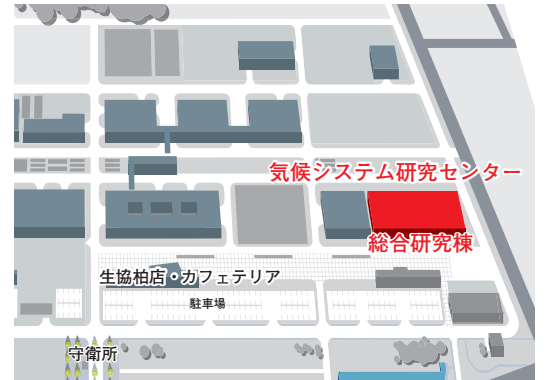 気候システム研究センター
総合研究棟
生協柏店・カフェテリア
駐車場
守衛所